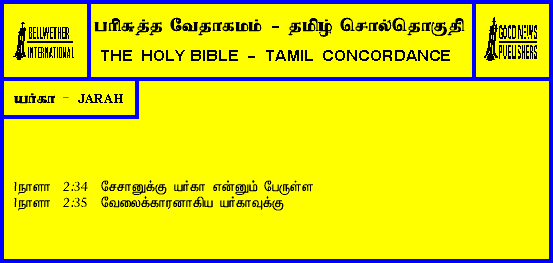 BELLWETHER
INTERNATIONAL
பரிசுத்த வேதாகமம் - தமிழ் சொல்தொகுதி
THE HOLY BIBLE - TAMIL CONCORDANCE
GOOD NEWS
PUBLISHERS
யர்கா - JARAH
1நாளா 2:34 சேசானுக்கு யர்கா என்னும் பேருள்ள
1நாளா 2:35 வேலைக்காரனாகிய யர்காவுக்கு